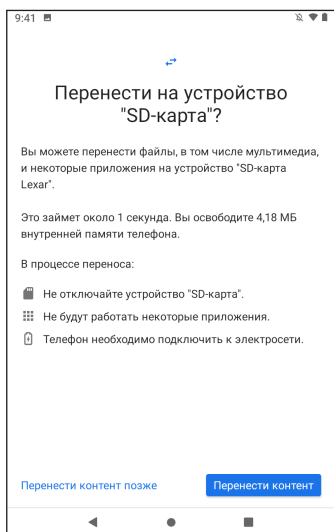 9:41
Перенести на устройство
"SD-карта"?
Вы можете перенести файлы, в том числе мультимедиа,
и некоторые приложения на устройство "SD-карта
Lexar".
Это займет около 1 секунда. Вы освободите 4,18 МБ
внутренней памяти телефона.
В процессе переноса:
Не отключайте устройство "SD-карта".
Не будут работать некоторые приложения.
Телефон необходимо подключить к электросети.
Перенести контент позже
Перенести контент